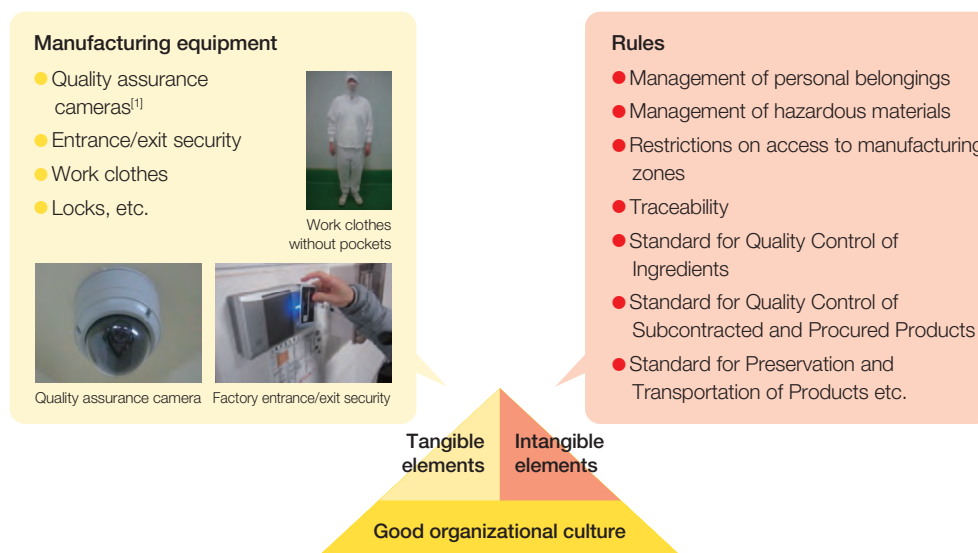 Manufacturing equipment
Quality assurance
cameras[1]
Entrance/exit security
Work clothes
Locks, etc.
Work clothes
without pockets
Quality assurance camera
Factory entrance/exit security
Rules
Management of personal belongings
Management of hazardous materials
Restrictions on access to manufacturing
zones
Traceability
Standard for Quality Control of
Ingredients
Standard for Quality Control of
Subcontracted and Procured Products
Standard for Preservation and
Transportation of Products etc.
Tangible
elements
Intangible
elements
Good organizational culture